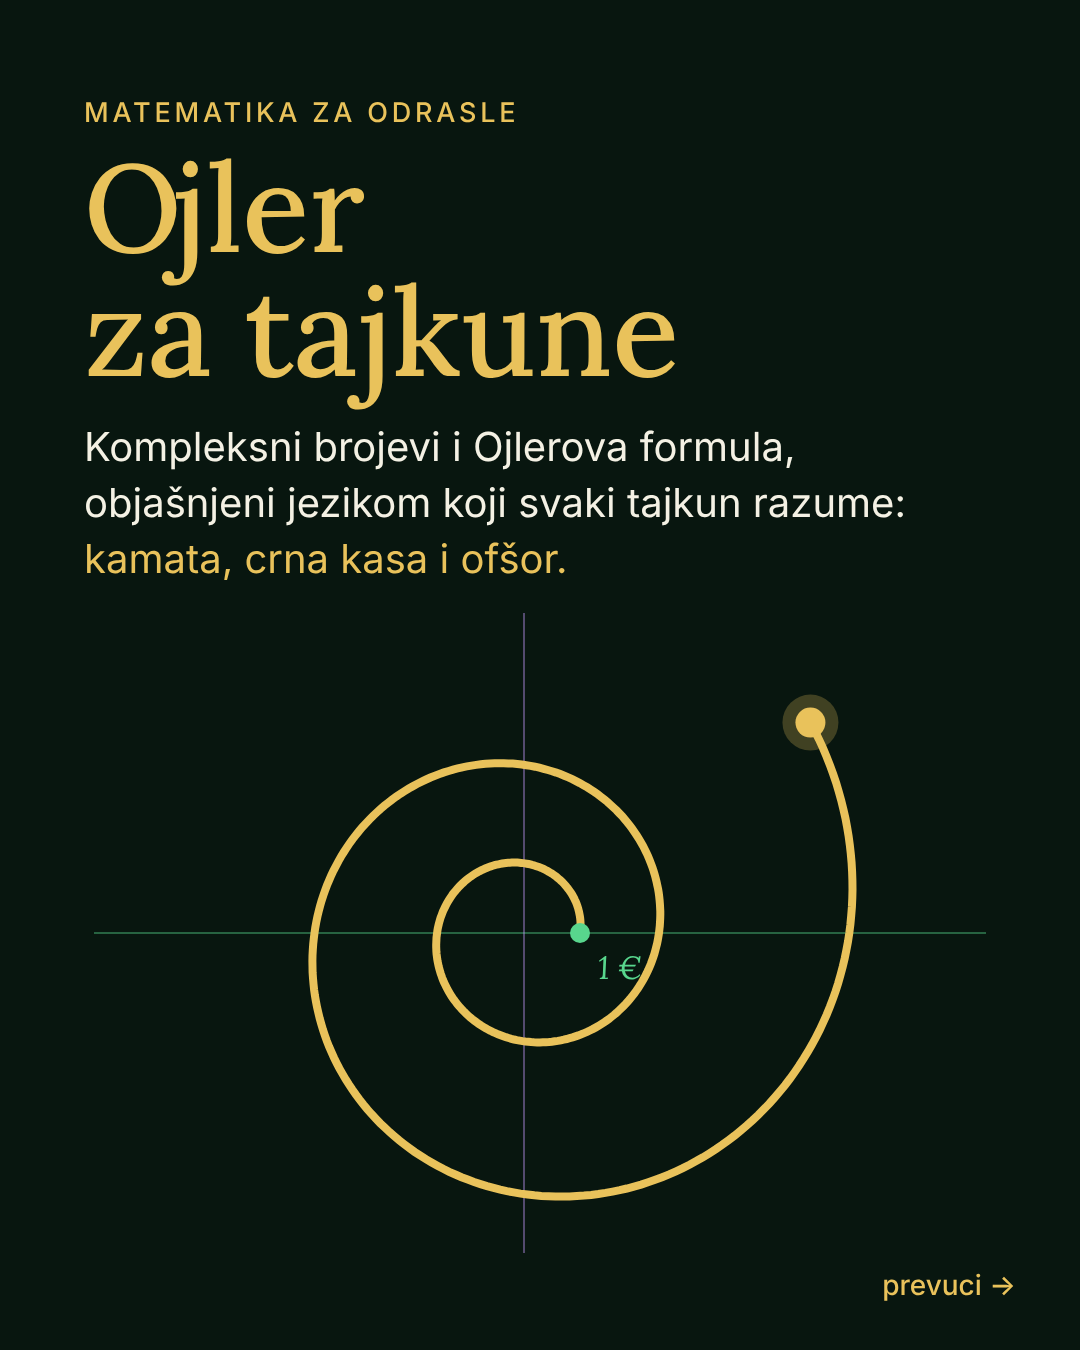 MATEMATIKA ZA ODRASLE
Ojler
za tajkune
Kompleksni brojevi i Ojlerova formula,
objašnjeni jezikom koji svaki tajkun razume:
kamata, crna kasa i ofšor.
1 €
prevuci →